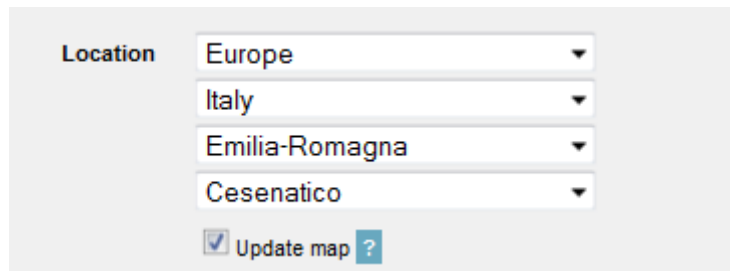 Location Europe
Italy
Emilia-Romagna
Cesenatico
Update map ?